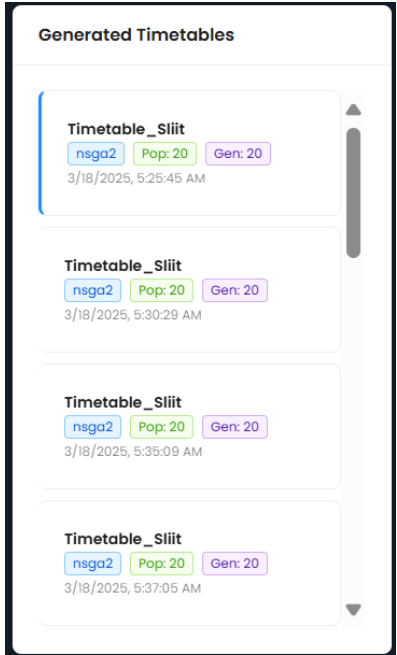 Generated Timetables
Timetable_Sliit
nsga2 Pop: 20 Gen: 20
3/18/2025, 5:25:45 AM
Timetable_Sliit
nsga2 Pop: 20 Gen: 20
3/18/2025, 5:30:29 AM
Timetable_Sliit
nsga2 Pop: 20 Gen: 20
3/18/2025, 5:35:09 AM
Timetable_Sliit
nsga2 Pop: 20 Gen: 20
3/18/2025, 5:37:05 AM